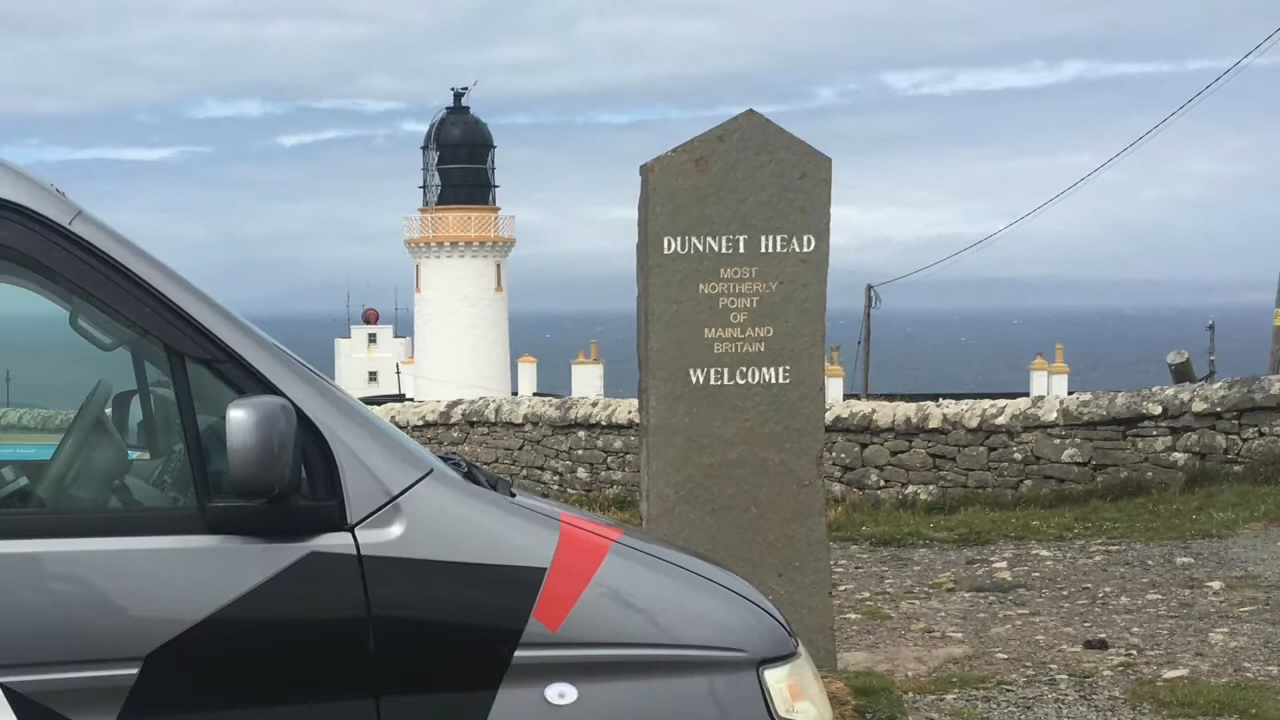 DUNNET HEAD
MOST
NORTHERLY
POINT
OF
MAINLAND
BRITAIN
WELCOME